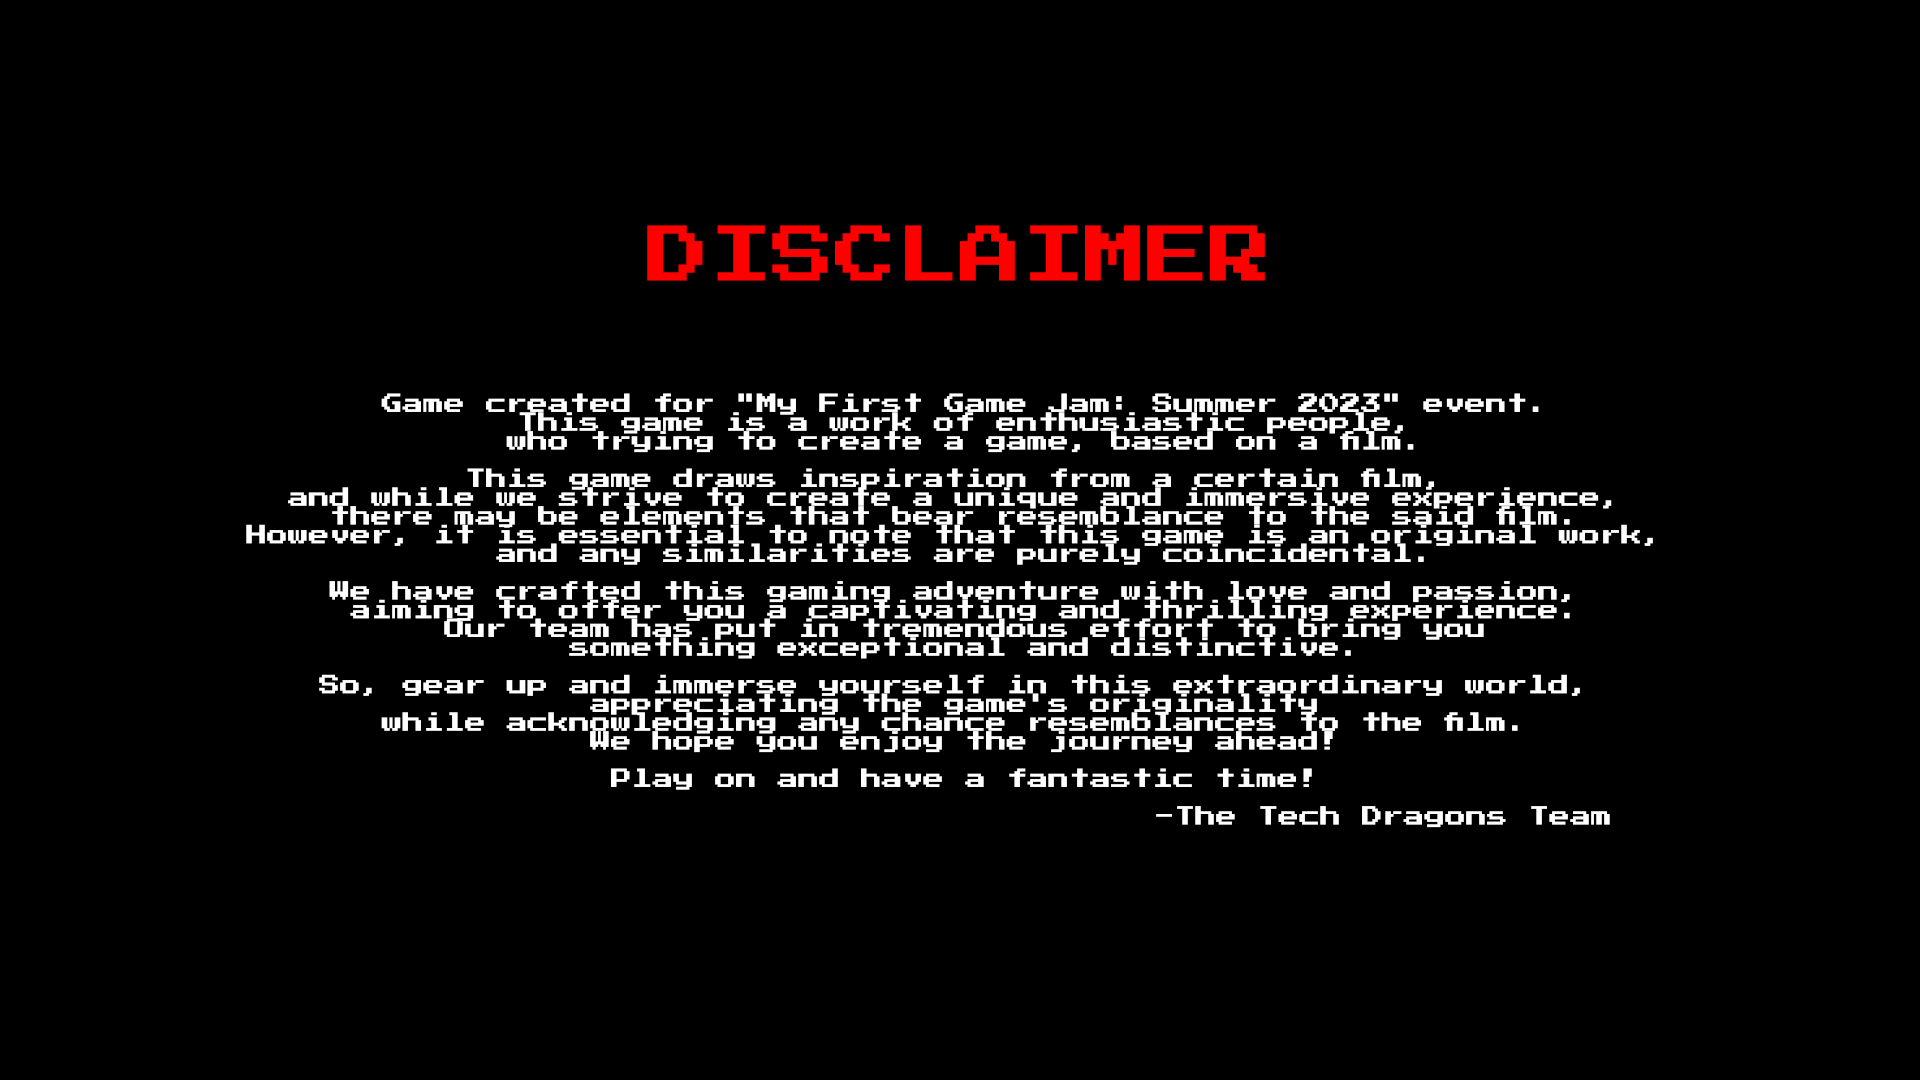 DISCLAIMER
Game created for "My First Game Jam: Summer 2023" event.
This game is a work of enthusiastic people,
who trying to create a game, based on a film.
This game draws inspiration from a certain film,
and while we strive to create a unique and immersive experience,
there may be elements that bear resemblance to the said film.
However, it is essential to note that this game is an original work,
and any similarities are purely coincidental.
We have crafted this gaming adventure with love and passion,
aiming to offer you a captivating and thrilling experience.
Our team has put in tremendous effort to bring you
something exceptional and distinctive.
So, gear up and immerse yourself in this extraordinary world,
appreciating the game's originality
while acknowledging any chance resemblances to the film.
We hope you enjoy the journey ahead!
Play on and have a fantastic time!
-The Tech Dragons Team